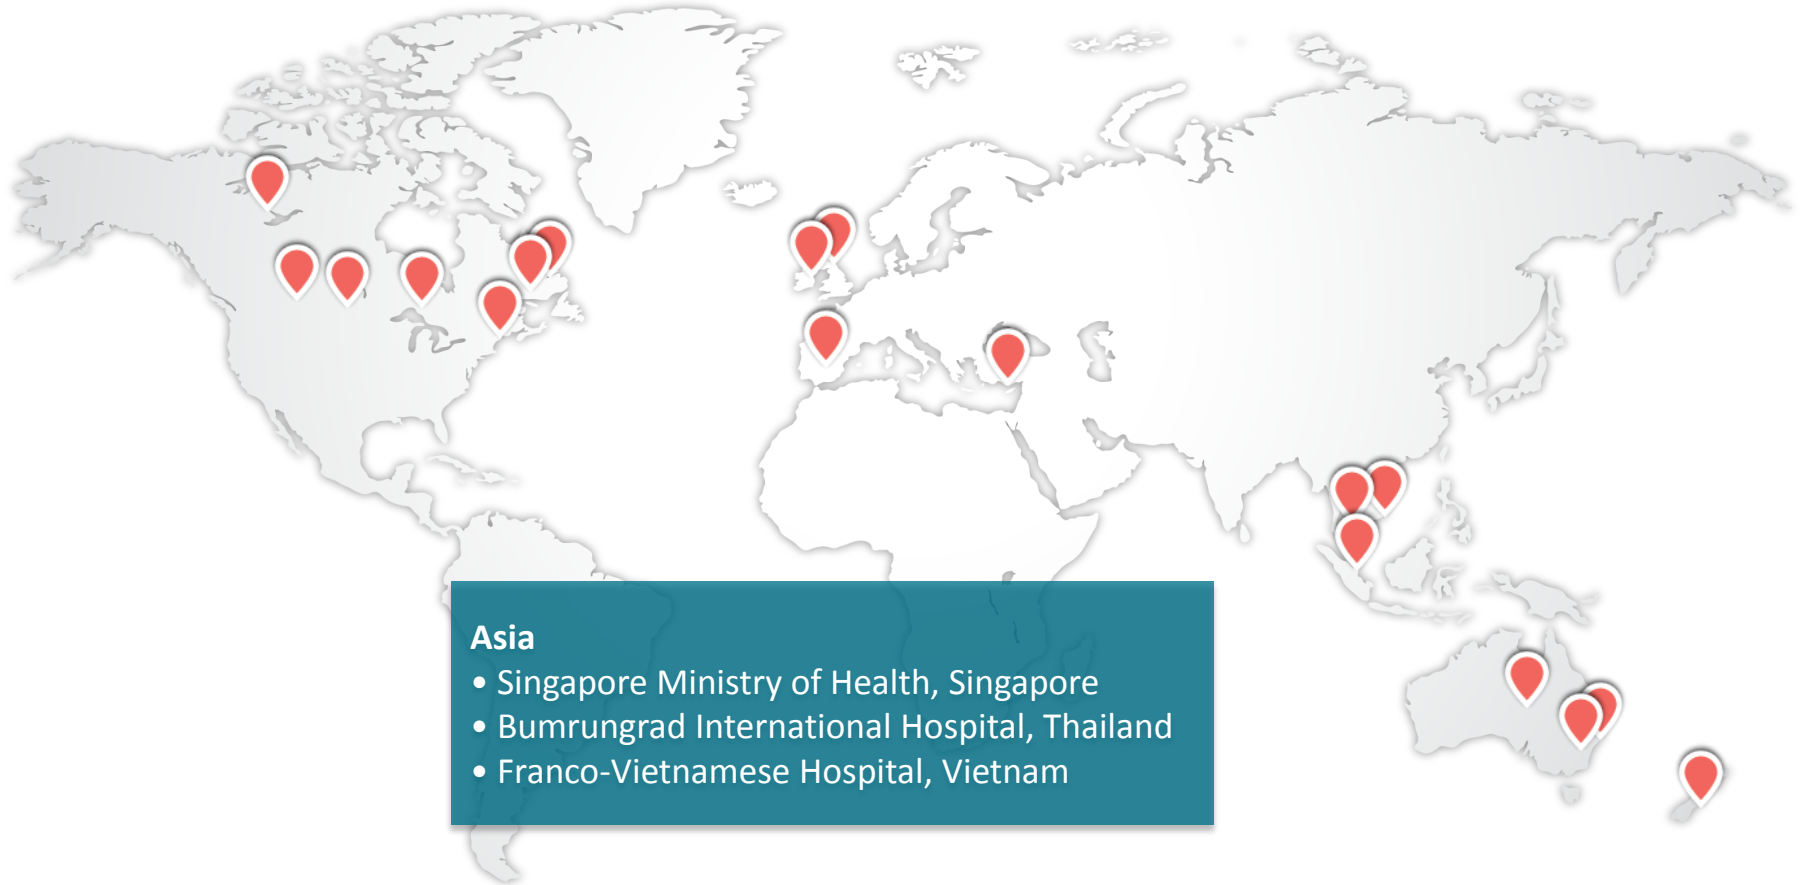 Asia
• Singapore Ministry of Health, Singapore
• Bumrungrad International Hospital, Thailand
• Franco-Vietnamese Hospital, Vietnam